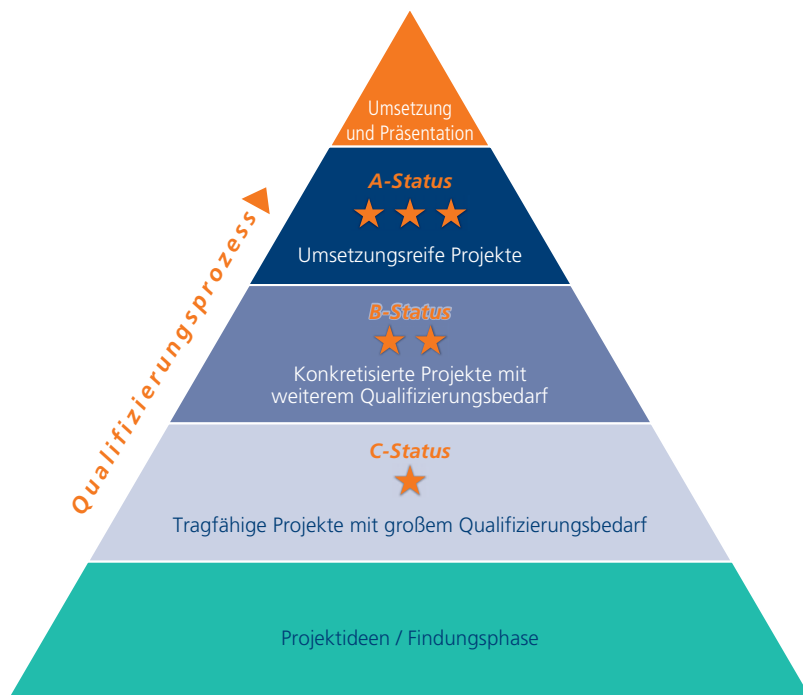 Umsetzung
und Präsentation
A-Status
Umsetzungsreife Projekte
B-Status
Konkretisierte Projekte mit
weiterem Qualifizierungsbedarf
C-Status
Tragfähige Projekte mit großem Qualifizierungsbedarf
Projektideen / Findungsphase
Qualifizierungsprozess